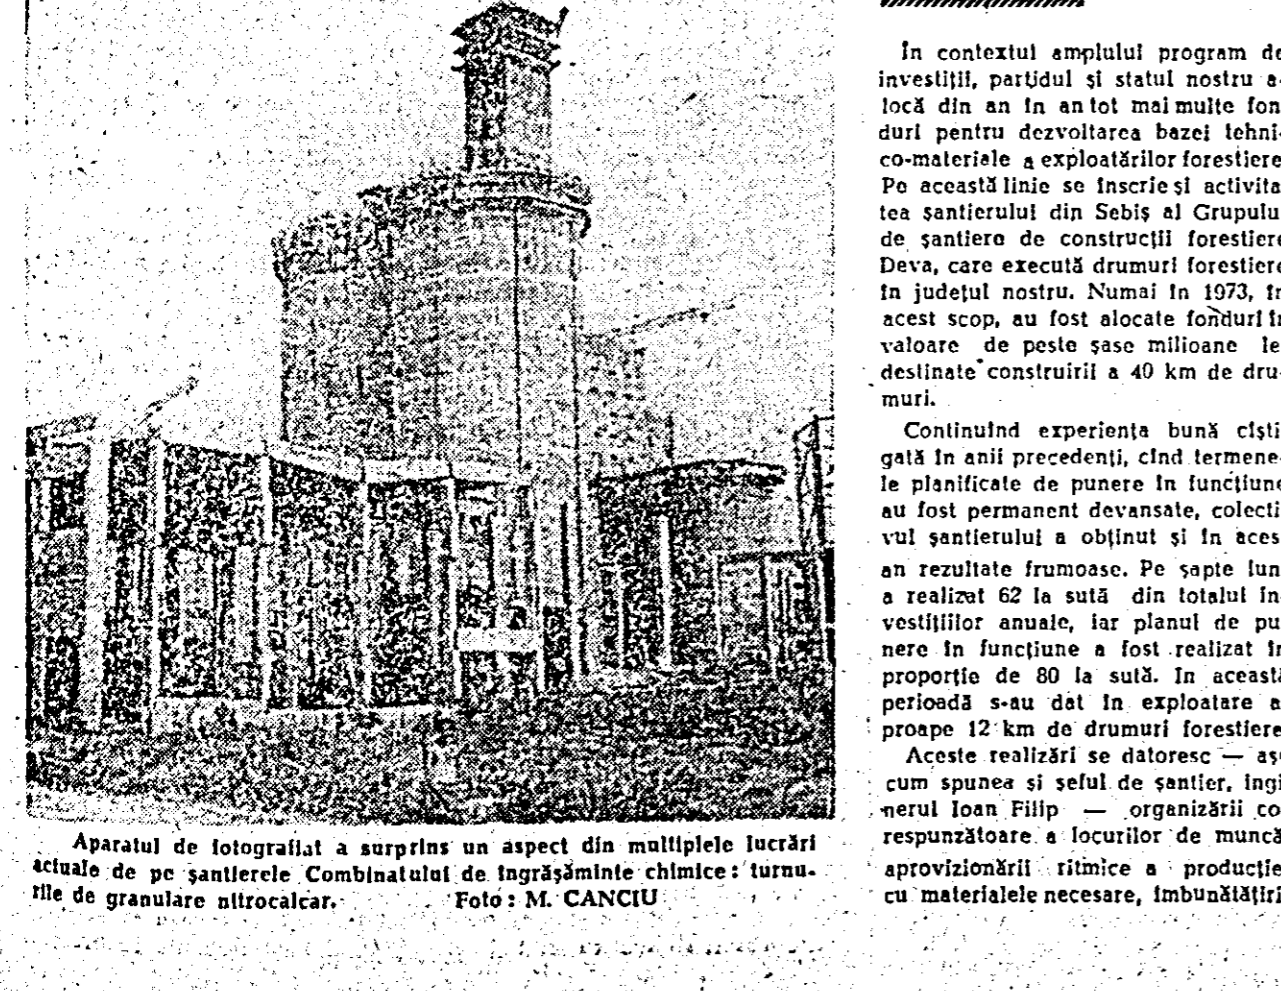 Aparatul de fotografiat a surprins un aspect din multiplele lucrări
actuale de pe șantierele Combinatului de îngrășăminte chimice: turnu-
rile de granulare nitrocalcar. Foto: M. CANCIU
În contextul amplului program de
investiții, partidul și statul nostru a-
locă din an în an tot mai multe fon
duri pentru dezvoltarea bazei tehni-
co-materiale a exploatărilor forestiere
Pe această linie se înscrie și activita
tea șantierului din Sebiș al Grupulu
de șantiere de construcții forestiere
Deva, care execută drumuri forestiere
în județul nostru. Numai în 1973, în
acest scop, au fost alocate fonduri în
valoare de peste șase milioane le
destinate construirii a 40 km de dru-
muri.
Continuînd experiența bună cîști
gată în anii precedenți, cînd termene-
le planificate de punere în funcțiune
au fost permanent devansate, colecti
vul șantierului a obținut și în aces
an rezultate frumoase. Pe șapte lun
a realizat 62 la sută din totalul in-
vestițiilor anuale, iar planul de pu
nere în funcțiune a fost realizat în
proporție de 80 la sută. In această
perioadă s-au dat în exploatare a
proape 12 km de drumuri forestiere
Aceste realizări se datoresc — aș
cum spunea și șeful de șantier, ingi
nerul Ioan Filip — organizării co
respunzătoare a locurilor de muncă
aprovizionării ritmice a producție
cu materialele necesare, îmbunătățiri